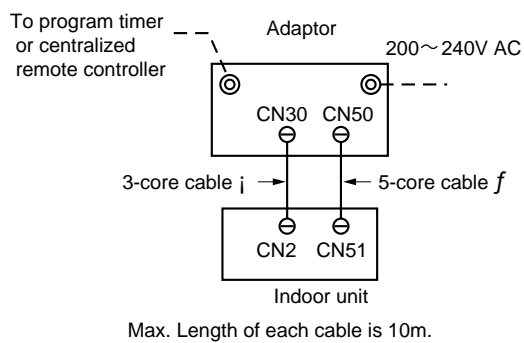 To program timer
or centralized
remote controller
Adaptor
200～240V AC
CN30 CN50
3-core cable ¡
5-core cable ƒ
CN2 CN51
Indoor unit
Max. Length of each cable is 10m.